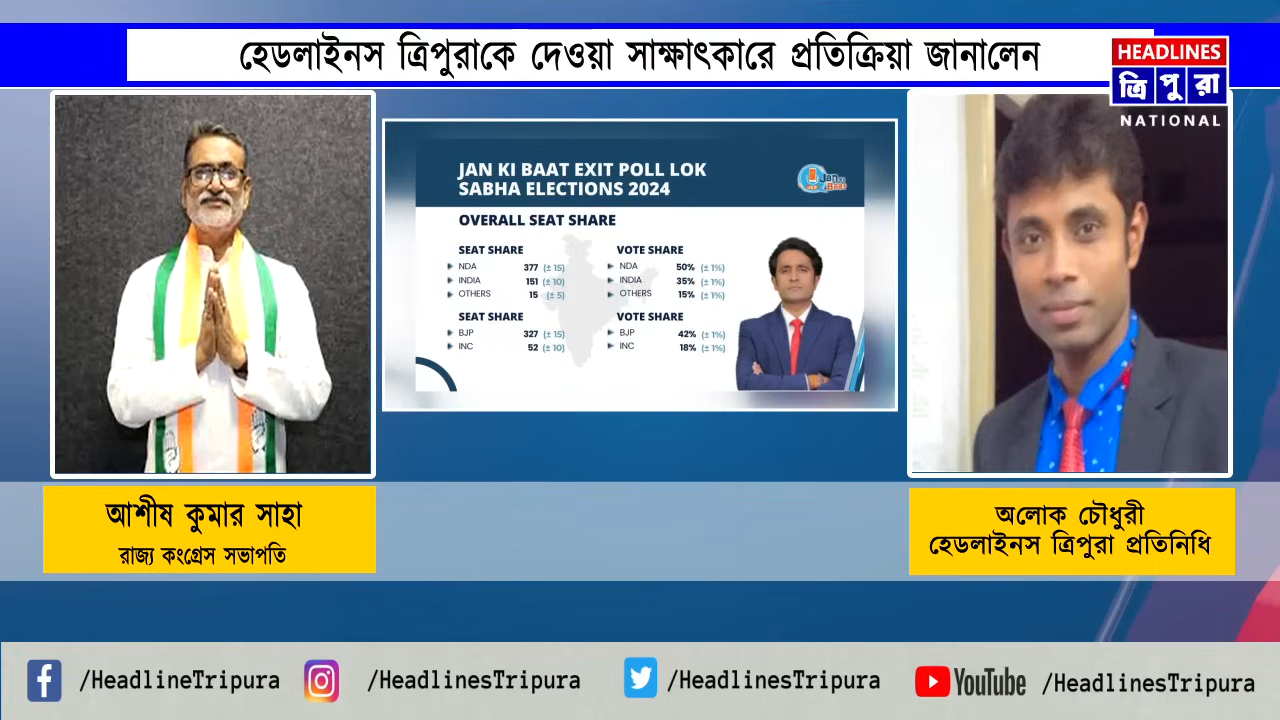 হেডলাইনস ত্রিপুরাকে দেওয়া সাক্ষাৎকারে প্রতিক্রিয়া জানালেন
HEADLINES
ত্রি পু রা
NATIONAL
JAN KI BAAT EXIT POLL LOK
SABHA ELECTIONS 2024
Jan Ki
Baat
OVERALL SEAT SHARE
SEAT SHARE
NDA 377 (± 15)
INDIA 151 (± 10)
OTHERS 15 (± 5)
VOTE SHARE
NDA 50% (± 1%)
INDIA 35% (± 1%)
OTHERS 15% (± 1%)
SEAT SHARE
BJP 327 (± 15)
INC 52 (± 10)
VOTE SHARE
BJP 42% (± 1%)
INC 18% (± 1%)
আশীষ কুমার সাহা
রাজ্য কংগ্রেস সভাপতি
অলোক চৌধুরী
হেডলাইনস ত্রিপুরা প্রতিনিধি
/HeadlineTripura
/HeadlinesTripura
/HeadlinesTripura
YouTube /HeadlinesTripura